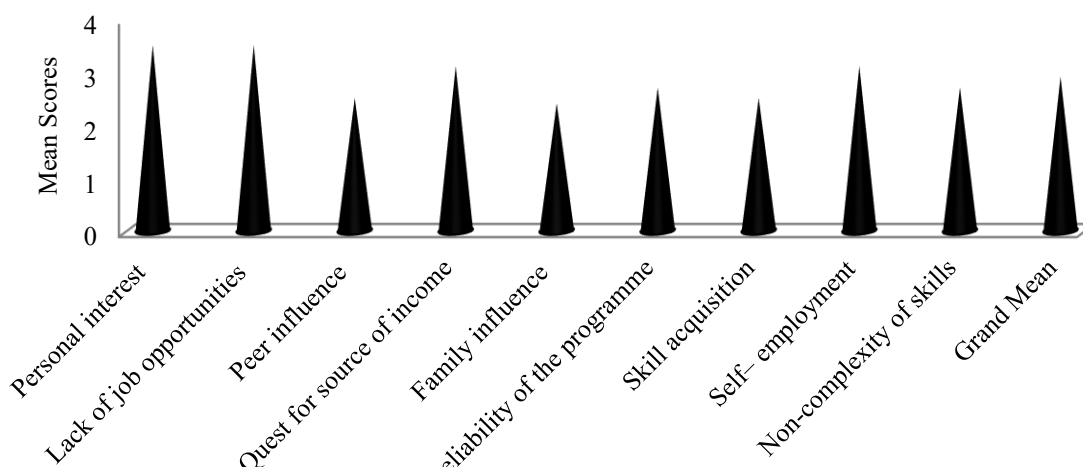 4
3
2
1
0
Mean Scores
Personal interest
Lack of job opportunities
Peer influence
Quest for source of income
Family influence
eliability of the programme
Skill acquisition
Self– employment
Non-complexity of skills
Grand Mean